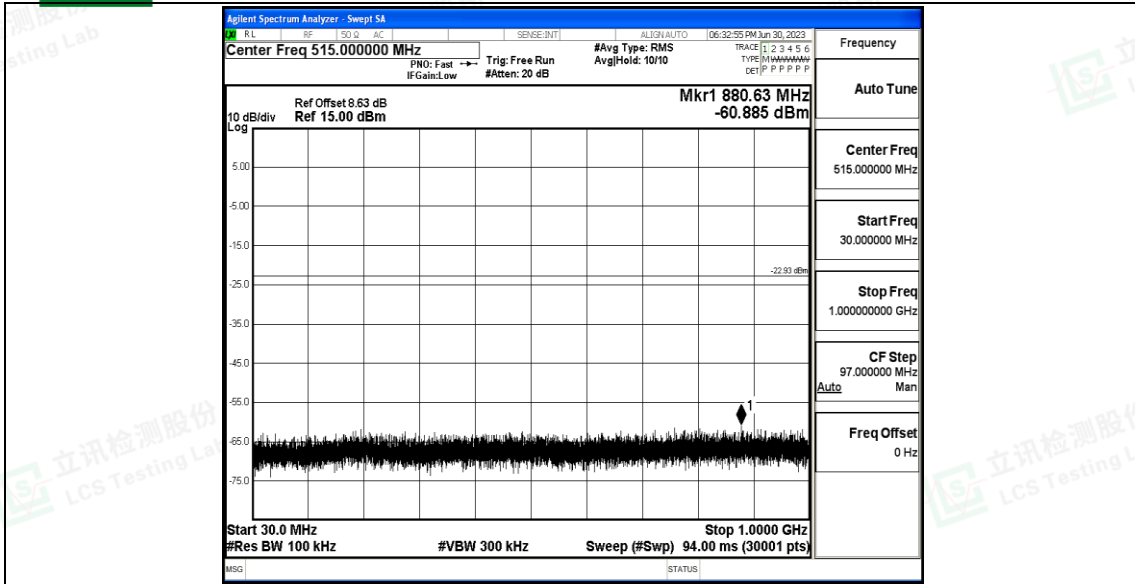 Agilent Spectrum Analyzer - Swept SA
RL RF 50 Ω AC SENSE:INT ALIGN AUTO 06:32:55 PM Jun 30, 2023
Center Freq 515.000000 MHz
PNO: Fast
IFGain:Low
Trig: Free Run
#Atten: 20 dB
#Avg Type: RMS
Avg|Hold: 10/10
TRACE 1 2 3 4 5 6
TYPE M W W W W W
DET P P P P P P
Frequency
Auto Tune
Center Freq
515.000000 MHz
Start Freq
30.000000 MHz
Stop Freq
1.000000000 GHz
CF Step
97.000000 MHz
Auto Man
Freq Offset
0 Hz
Mkr1 880.63 MHz
-60.885 dBm
Ref Offset 8.63 dB
10 dB/div Ref 15.00 dBm
Log
5.00
-5.00
-15.0
-22.93 dBm
-25.0
-35.0
-45.0
-55.0
1
-65.0
-75.0
Start 30.0 MHz Stop 1.0000 GHz
#Res BW 100 kHz #VBW 300 kHz Sweep (#Swp) 94.00 ms (30001 pts)
MSG STATUS
立讯检测股份
LCS Testing Lab
立讯检测股份
LCS Testing L
sting Lab